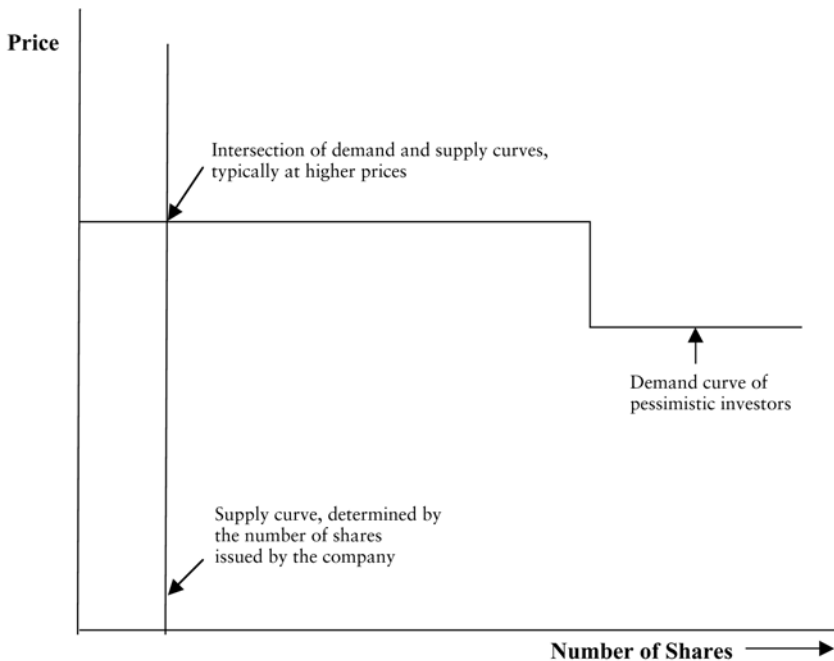 Price
Intersection of demand and supply curves,
typically at higher prices
Demand curve of
pessimistic investors
Supply curve, determined by
the number of shares
issued by the company
Number of Shares